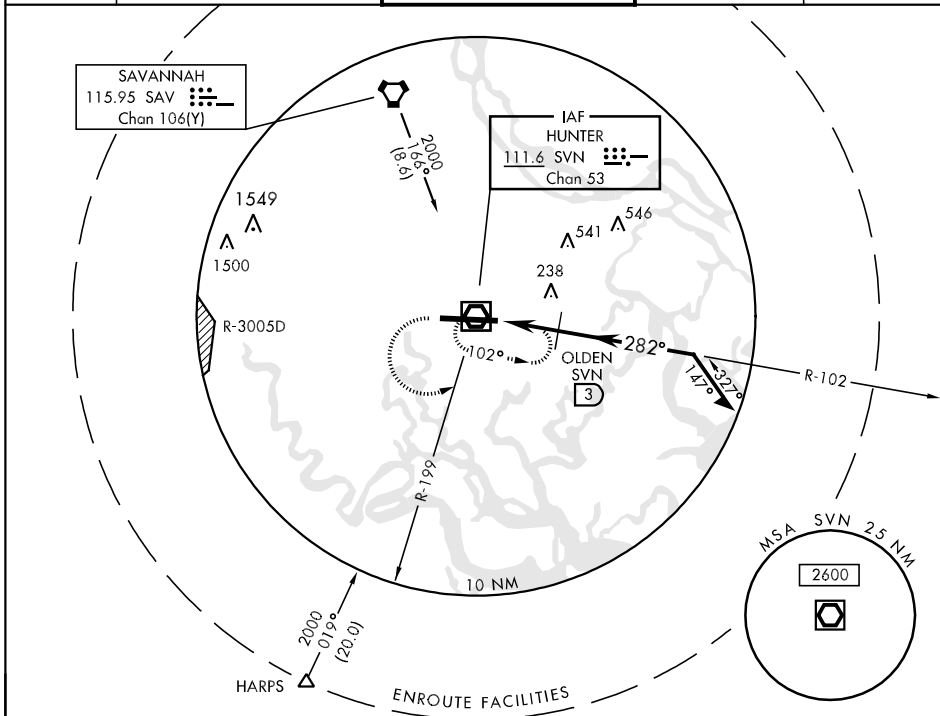 SAVANNAH
115.95 SAV
Chan 106(Y)
2000
166°
(8.6)
IAF
HUNTER
111.6 SVN
Chan 53
1549
1500
546
541
238
R-3005D
102°
282°
OLDEN
SVN
3
327°
147°
R-102
R-199
10 NM
MSA SVN 25 NM
2600
2000
019°
(20.0)
HARPS
ENROUTE FACILITIES